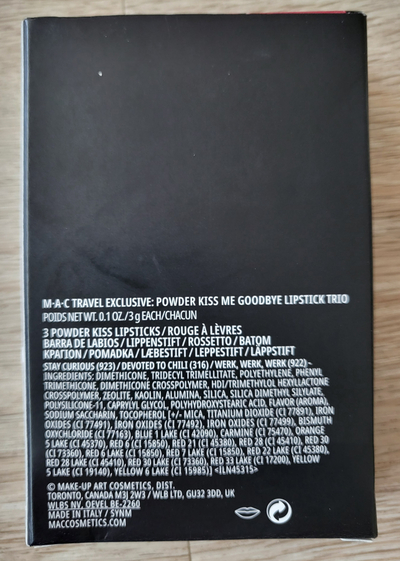 M·A·C TRAVEL EXCLUSIVE: POWDER KISS ME GOODBYE LIPSTICK TRIO
POIDS NET WT. 0.1 OZ./3 g EACH/CHACUN
3 POWDER KISS LIPSTICKS / ROUGE À LÈVRES
BARRA DE LABIOS / LIPPENSTIFT / ROSSETTO / BATOM
ΚΡΑΓΙΟΝ / POMADKA / LÆBESTIFT / LEPPESTIFT / LÄPPSTIFT
STAY CURIOUS (923) / DEVOTED TO CHILI (316) / WERK, WERK, WERK (922) -
INGREDIENTS: DIMETHICONE, TRIDECYL TRIMELLITATE, POLYETHYLENE, PHENYL
TRIMETHICONE, DIMETHICONE CROSSPOLYMER, HDI/TRIMETHYLOL HEXYLLACTONE
CROSSPOLYMER, ZEOLITE, KAOLIN, ALUMINA, SILICA, SILICA DIMETHYL SILYLATE,
POLYSILICONE-11, CAPRYLYL GLYCOL, POLYHYDROXYSTEARIC ACID, FLAVOR (AROMA),
SODIUM SACCHARIN, TOCOPHEROL [+/- MICA, TITANIUM DIOXIDE (CI 77891), IRON
OXIDES (CI 77491), IRON OXIDES (CI 77492), IRON OXIDES (CI 77499), BISMUTH
OXYCHLORIDE (CI 77163), BLUE 1 LAKE (CI 42090), CARMINE (CI 75470), ORANGE
5 LAKE (CI 45370), RED 6 (CI 15850), RED 21 (CI 45380), RED 28 (CI 45410), RED 30
(CI 73360), RED 6 LAKE (CI 15850), RED 7 LAKE (CI 15850), RED 22 LAKE (CI 45380),
RED 28 LAKE (CI 45410), RED 30 LAKE (CI 73360), RED 33 LAKE (CI 17200), YELLOW
5 LAKE (CI 19140), YELLOW 6 LAKE (CI 15985)] <ILN45315>
© MAKE-UP ART COSMETICS, DIST.
TORONTO, CANADA M3J 2W3 / WLB LTD, GU32 3DD, UK
WLBS NV, OEVEL BE-2260
MADE IN ITALY / SYNM
MACCOSMETICS.COM